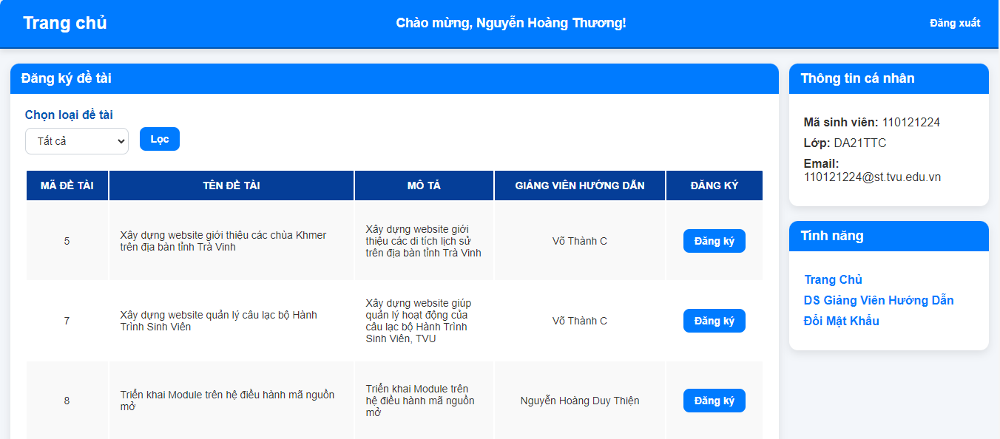 Trang chủ
Chào mừng, Nguyễn Hoàng Thương!
Đăng xuất
Đăng ký đề tài
Chọn loại đề tài
Tất cả
Lọc
MÃ ĐỀ TÀI
TÊN ĐỀ TÀI
MÔ TẢ
GIẢNG VIÊN HƯỚNG DẪN
ĐĂNG KÝ
5
Xây dựng website giới thiệu các chùa Khmer
trên địa bàn tỉnh Trà Vinh
Xây dựng website giới
thiệu các di tích lịch sử
trên địa bàn tỉnh Trà Vinh
Võ Thành C
Đăng ký
7
Xây dựng website quản lý câu lạc bộ Hành
Trình Sinh Viên
Xây dựng website giúp
quản lý hoạt động của
câu lạc bộ Hành Trình
Sinh Viên, TVU
Võ Thành C
Đăng ký
8
Triển khai Module trên hệ điều hành mã nguồn
mở
Triển khai Module trên
hệ điều hành mã nguồn
mở
Nguyễn Hoàng Duy Thiện
Đăng ký
Thông tin cá nhân
Mã sinh viên: 110121224
Lớp: DA21TTC
Email:
110121224@st.tvu.edu.vn
Tính năng
Trang Chủ
DS Giảng Viên Hướng Dẫn
Đổi Mật Khẩu